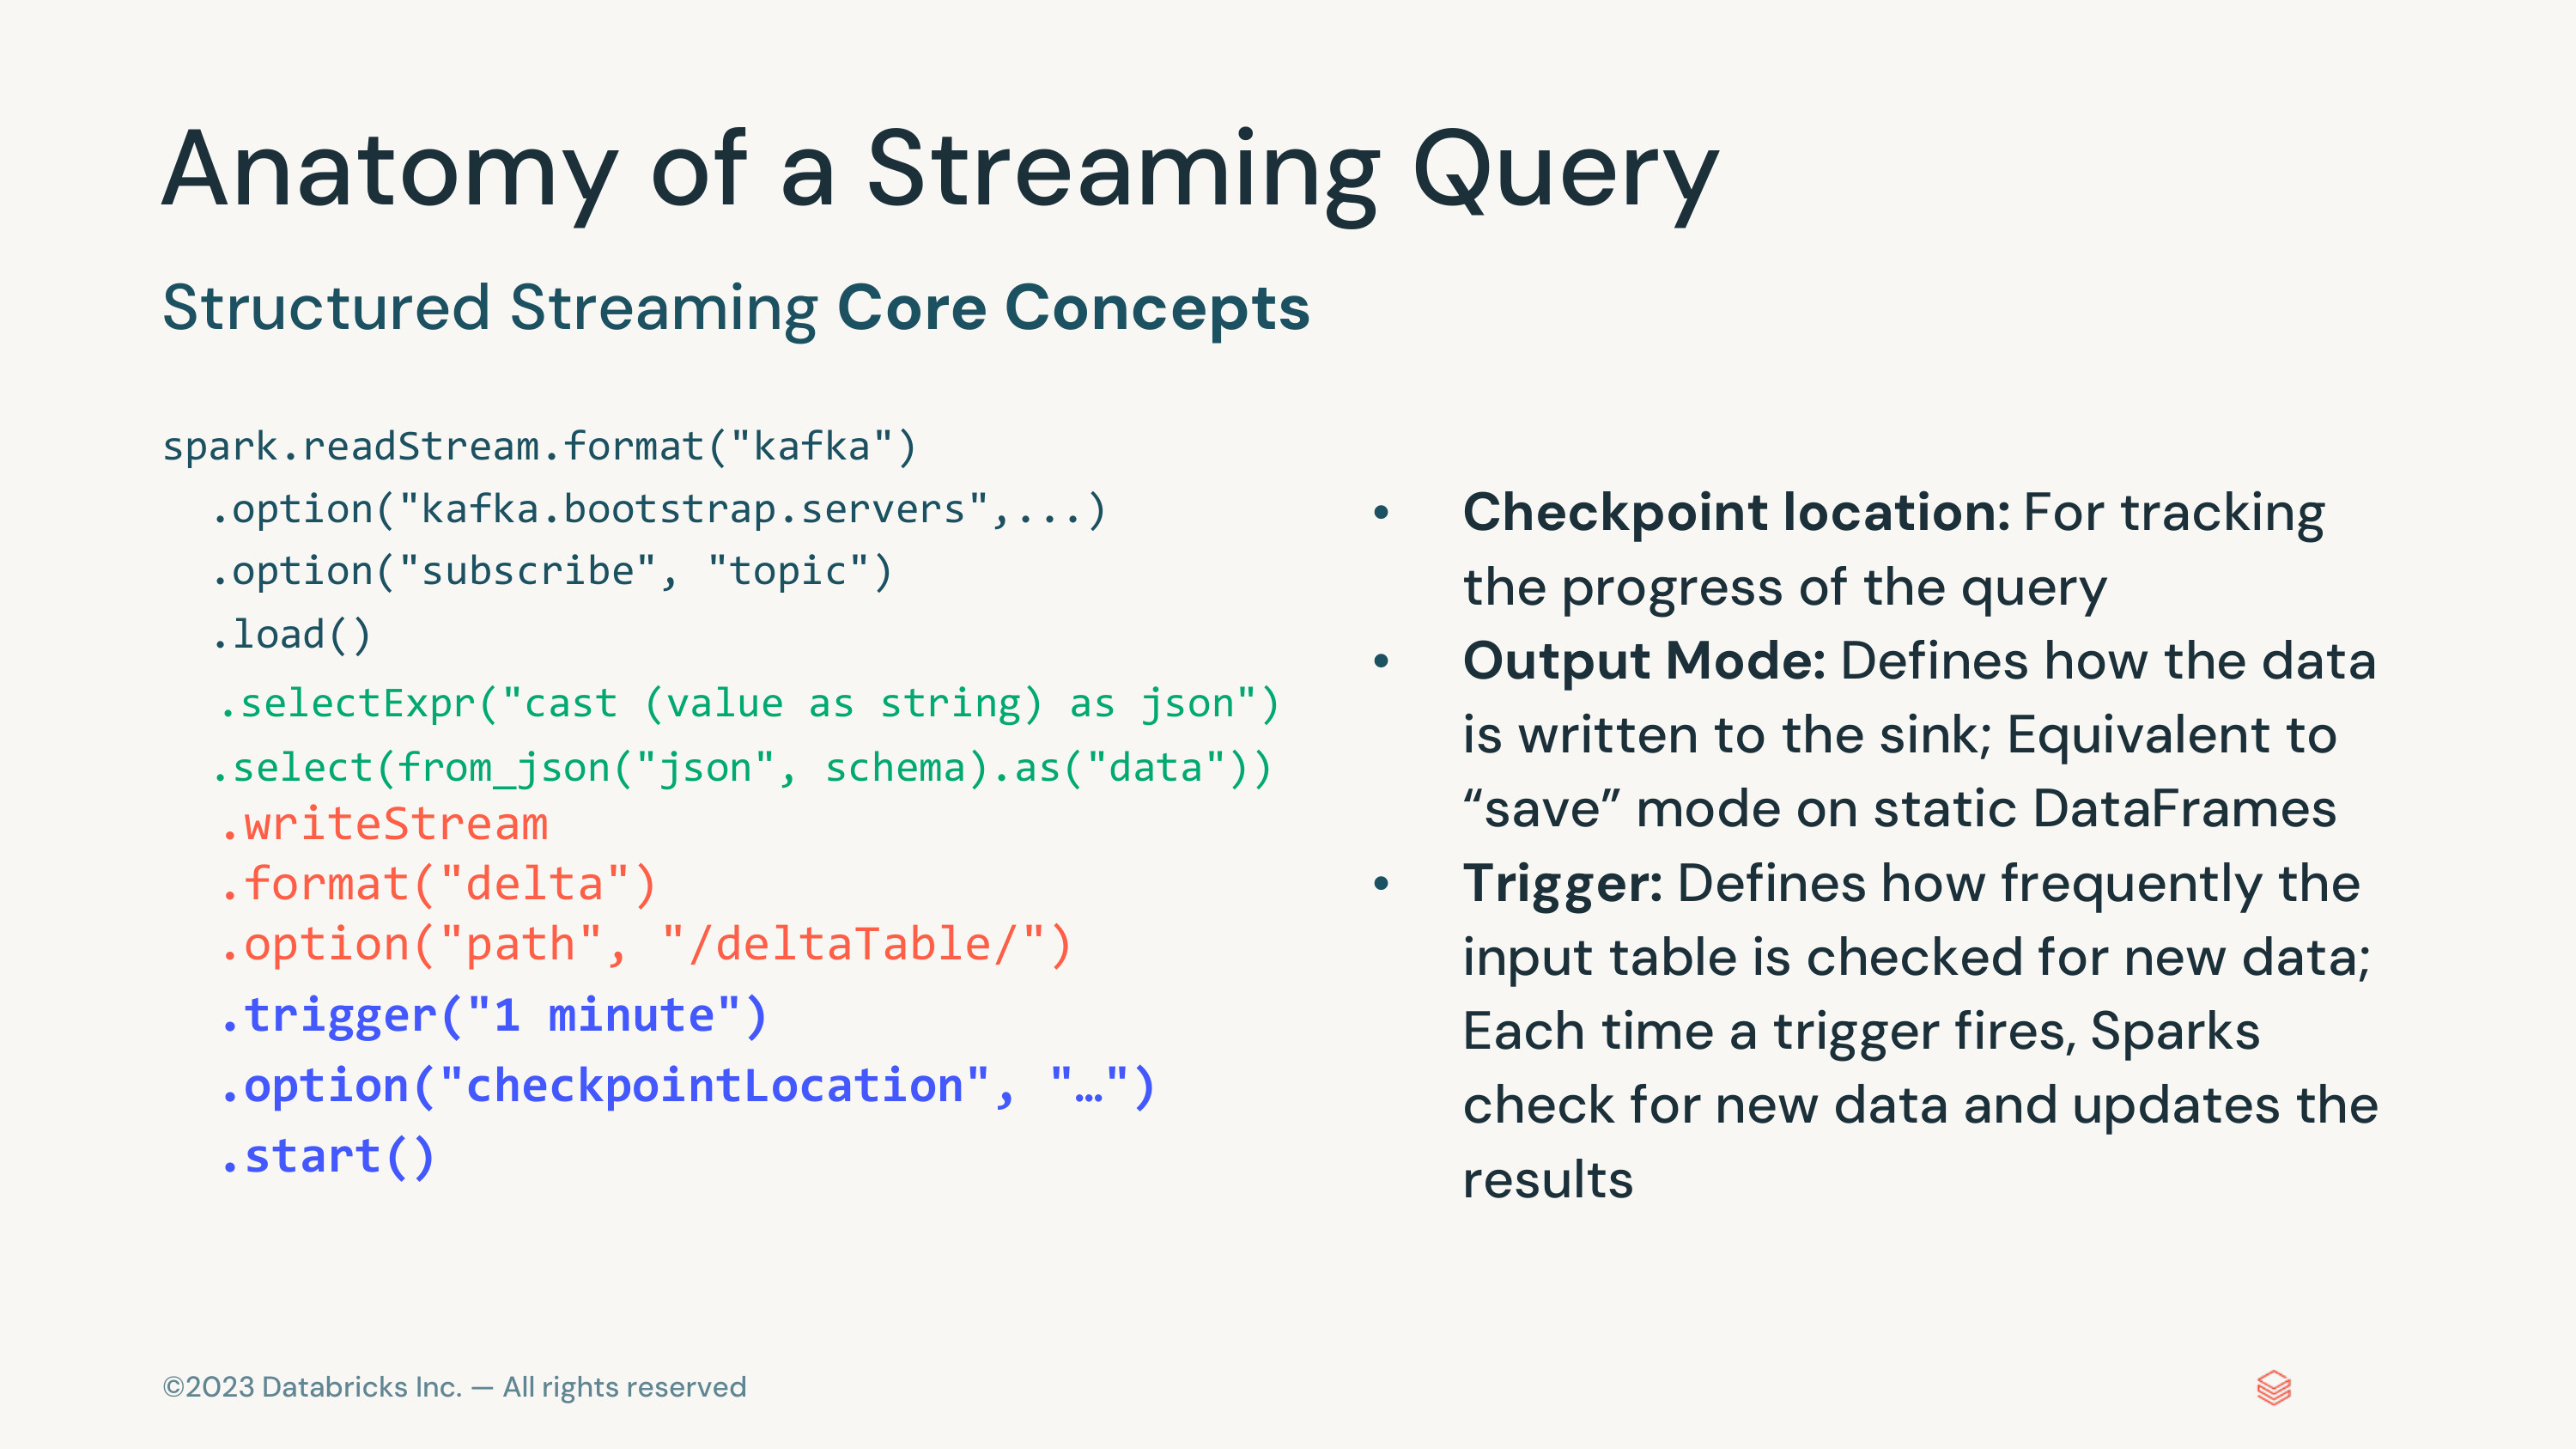 Anatomy of a Streaming Query
Structured Streaming Core Concepts
spark.readStream.format("kafka")
.option("kafka.bootstrap.servers",...)
.option("subscribe", "topic")
.load()
.selectExpr("cast (value as string) as json")
.select(from_json("json", schema).as("data"))
.writeStream
.format("delta")
.option("path", "/deltaTable/")
.trigger("1 minute")
.option("checkpointLocation", "…")
.start()
• Checkpoint location: For tracking
the progress of the query
• Output Mode: Defines how the data
is written to the sink; Equivalent to
“save” mode on static DataFrames
• Trigger: Defines how frequently the
input table is checked for new data;
Each time a trigger fires, Sparks
check for new data and updates the
results
©2023 Databricks Inc. — All rights reserved